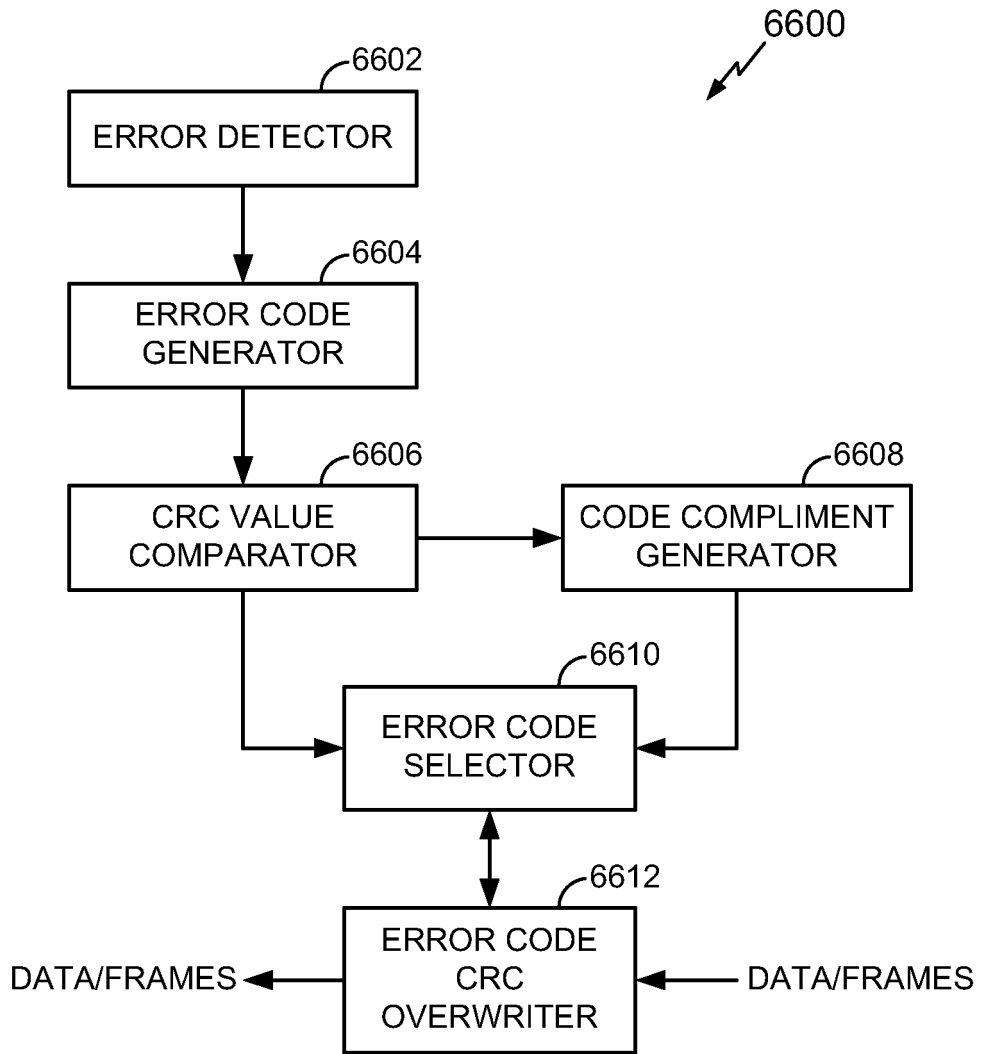 6600
6602
ERROR DETECTOR
6604
ERROR CODE
GENERATOR
6606
CRC VALUE
COMPARATOR
6608
CODE COMPLIMENT
GENERATOR
6610
ERROR CODE
SELECTOR
6612
ERROR CODE
CRC
OVERWRITER
DATA/FRAMES
DATA/FRAMES